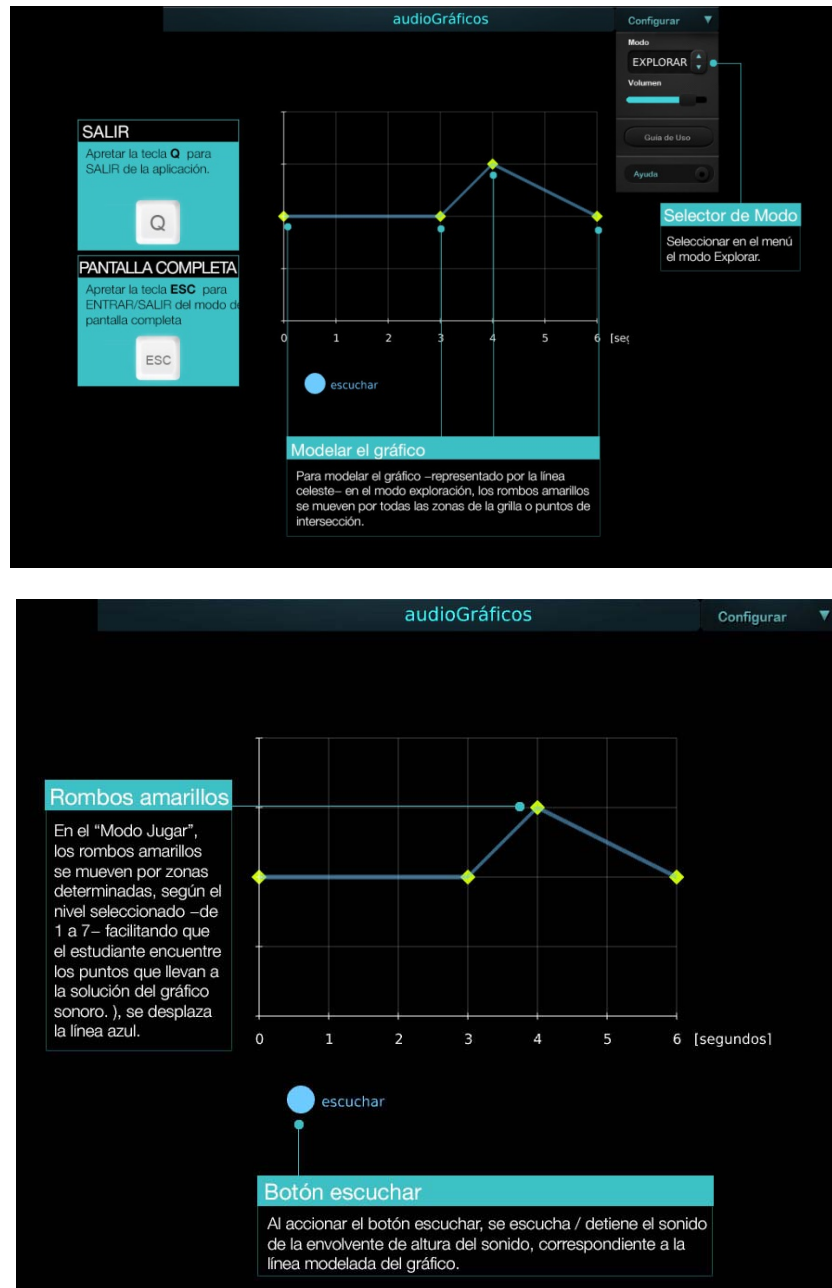 audioGráficos
Configurar ▼
Modo
EXPLORAR
Volumen
Guía de Uso
Ayuda
SALIR
Apretar la tecla Q para
SALIR de la aplicación.
Q
PANTALLA COMPLETA
Apretar la tecla ESC para
ENTRAR/SALIR del modo de
pantalla completa
ESC
Selector de Modo
Seleccionar en el menú
el modo Explorar.
0 1 2 3 4 5 6 [seg
escuchar
Modelar el gráfico
Para modelar el gráfico –representado por la línea
celeste– en el modo exploración, los rombos amarillos
se mueven por todas las zonas de la grilla o puntos de
intersección.
audioGráficos
Configurar ▼
Rombos amarillos
En el “Modo Jugar”,
los rombos amarillos
se mueven por zonas
determinadas, según el
nivel seleccionado –de
1 a 7– facilitando que
el estudiante encuentre
los puntos que llevan a
la solución del gráfico
sonoro. ), se desplaza
la línea azul.
0 1 2 3 4 5 6 [segundos]
escuchar
Botón escuchar
Al accionar el botón escuchar, se escucha / detiene el sonido
de la envolvente de altura del sonido, correspondiente a la
línea modelada del gráfico.